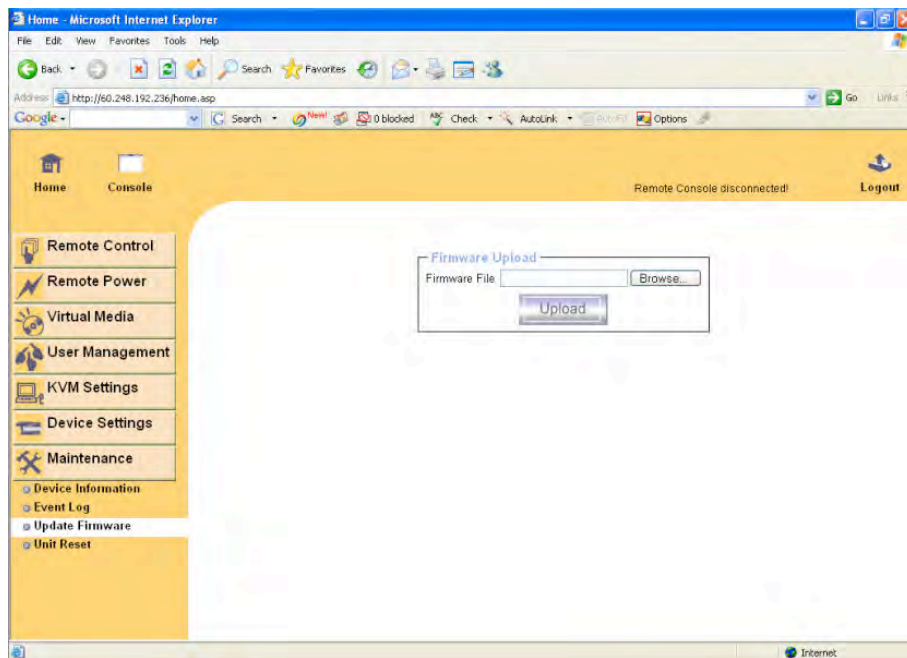 Home - Microsoft Internet Explorer
File Edit View Favorites Tools Help
Back Search Favorites
Address http://60.248.192.236/home.asp Go Links
Google Search New! 0 blocked ABC Check AutoLink AutoFill Options
Home Console Remote Console disconnected! Logout
Remote Control
Remote Power
Virtual Media
User Management
KVM Settings
Device Settings
Maintenance
Device Information
Event Log
Update Firmware
Unit Reset
Firmware Upload
Firmware File Browse...
Upload
Internet